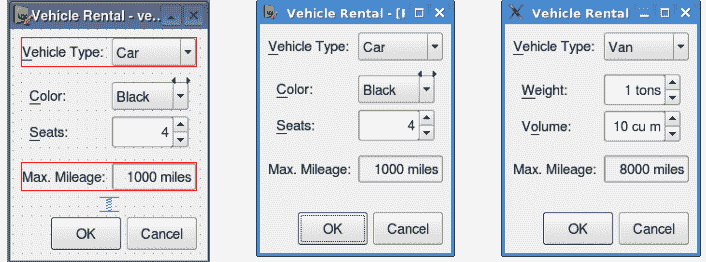 Vehicle Rental - ve..
Vehicle Type: Car
Color: Black
Seats: 4
Max. Mileage: 1000 miles
OK Cancel
Vehicle Rental - [
Vehicle Type: Car
Color: Black
Seats: 4
Max. Mileage: 1000 miles
OK Cancel
Vehicle Rental
Vehicle Type: Van
Weight: 1 tons
Volume: 10 cu m
Max. Mileage: 8000 miles
OK Cancel